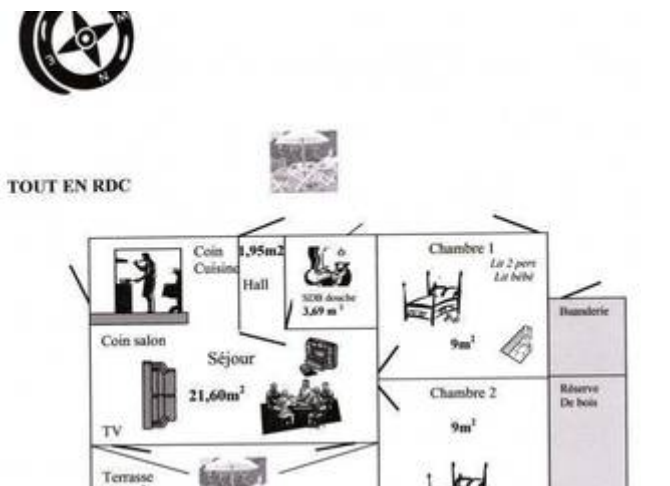 W
E
N
TOUT EN RDC
Coin
Cuisine
1,95m2
Hall
SDB douche
3,69 m²
Chambre 1
Lit 2 pers
Lit bébé
9m²
Buanderie
Coin salon
Séjour
21,60m²
TV
Chambre 2
9m²
Réserve
De bois
Terrasse